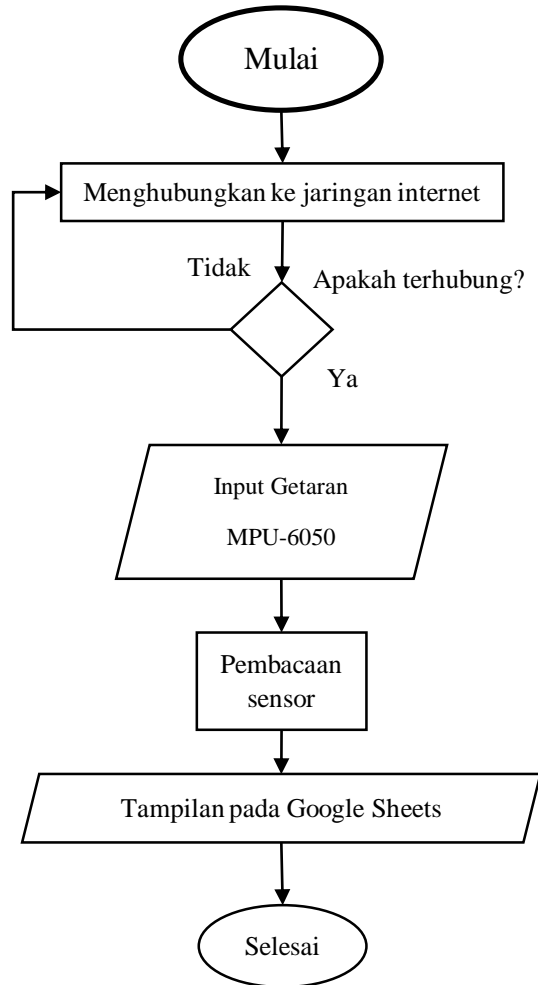 Mulai
Menghubungkan ke jaringan internet
Tidak
Apakah terhubung?
Ya
Input Getaran
MPU-6050
Pembacaan
sensor
Tampilan pada Google Sheets
Selesai